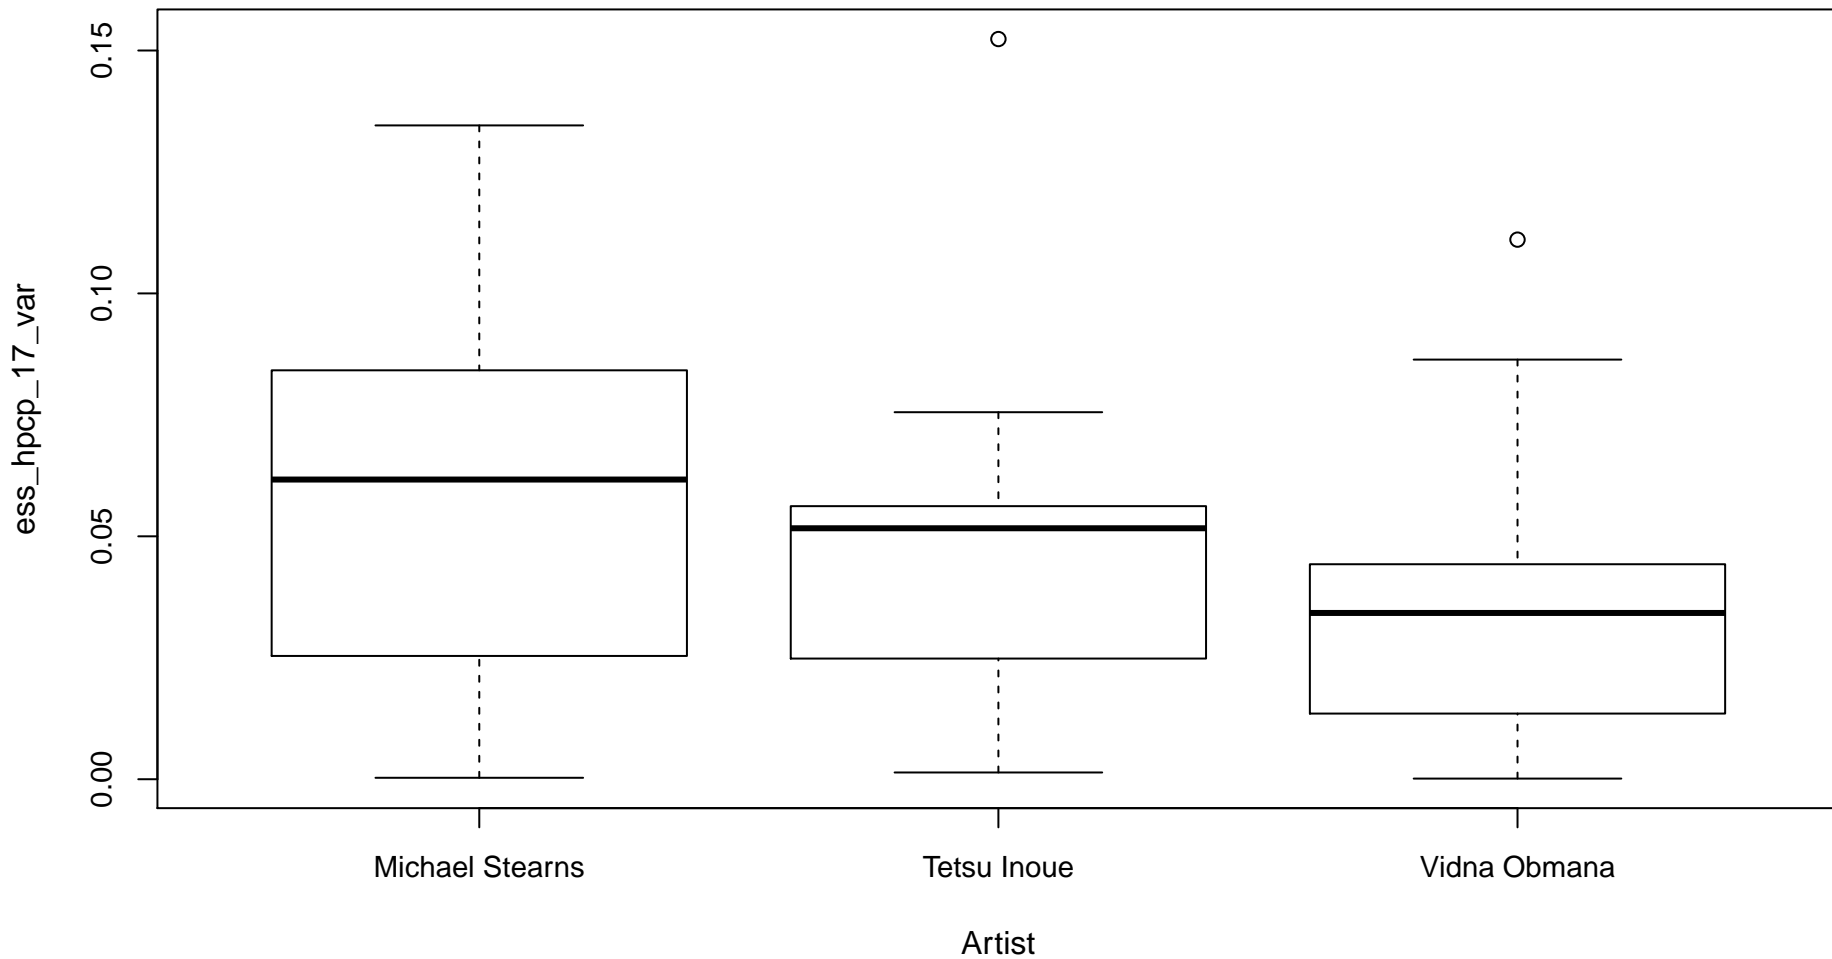 ess_hpcp_17_var
0.15
0.10
0.05
0.00
Michael Stearns
Tetsu Inoue
Vidna Obmana
Artist